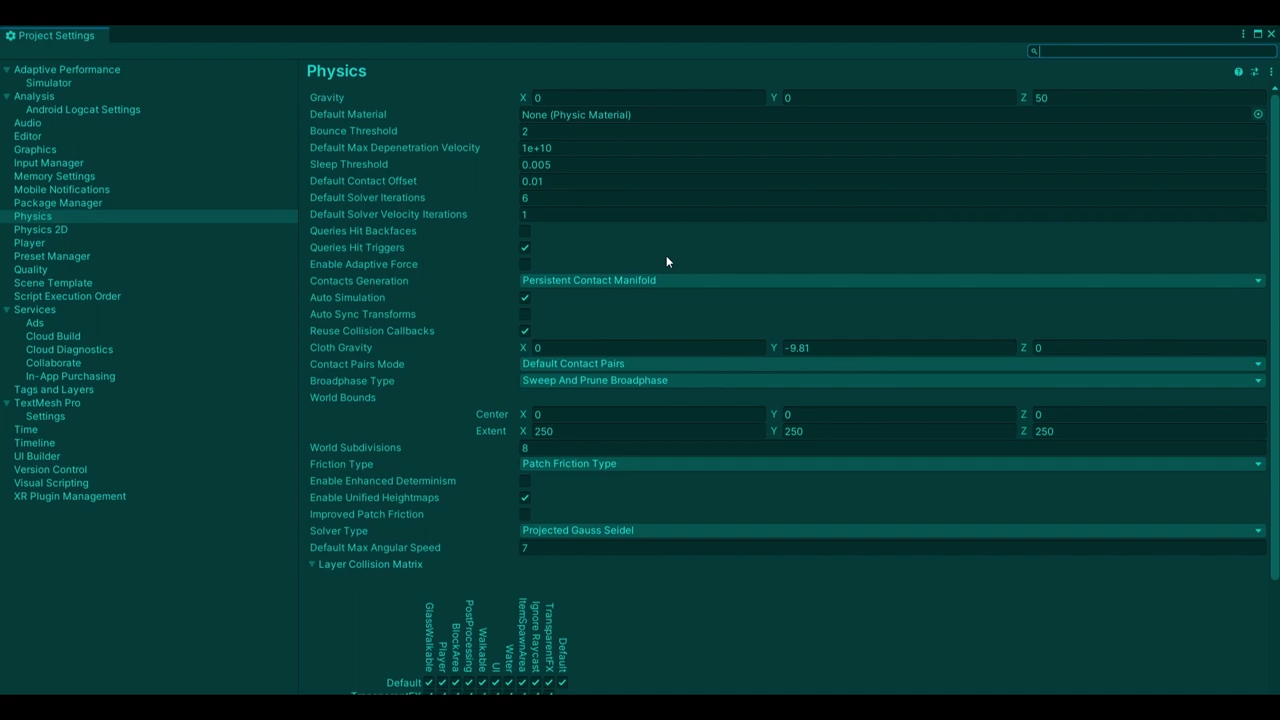 Project Settings
Adaptive Performance
Simulator
Analysis
Android Logcat Settings
Audio
Editor
Graphics
Input Manager
Memory Settings
Mobile Notifications
Package Manager
Physics
Physics 2D
Player
Preset Manager
Quality
Scene Template
Script Execution Order
Services
Ads
Cloud Build
Cloud Diagnostics
Collaborate
In-App Purchasing
Tags and Layers
TextMesh Pro
Settings
Time
Timeline
UI Builder
Version Control
Visual Scripting
XR Plugin Management
Physics
Gravity X 0 Y 0 Z 50
Default Material None (Physic Material)
Bounce Threshold 2
Default Max Depenetration Velocity 1e+10
Sleep Threshold 0.005
Default Contact Offset 0.01
Default Solver Iterations 6
Default Solver Velocity Iterations 1
Queries Hit Backfaces
Queries Hit Triggers
Enable Adaptive Force
Contacts Generation Persistent Contact Manifold
Auto Simulation
Auto Sync Transforms
Reuse Collision Callbacks
Cloth Gravity X 0 Y -9.81 Z 0
Contact Pairs Mode Default Contact Pairs
Broadphase Type Sweep And Prune Broadphase
World Bounds
Center X 0 Y 0 Z 0
Extent X 250 Y 250 Z 250
World Subdivisions 8
Friction Type Patch Friction Type
Enable Enhanced Determinism
Enable Unified Heightmaps
Improved Patch Friction
Solver Type Projected Gauss Seidel
Default Max Angular Speed 7
Layer Collision Matrix
GlassWalkable
Player
BlockArea
PostProcessing
Walkable
UI
Water
ItemSpawnArea
Ignore Raycast
TransparentFX
Default
Default
TransparentFX